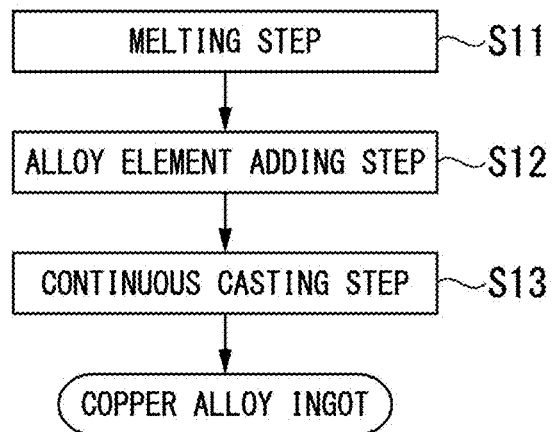 MELTING STEP S11
ALLOY ELEMENT ADDING STEP S12
CONTINUOUS CASTING STEP S13
COPPER ALLOY INGOT